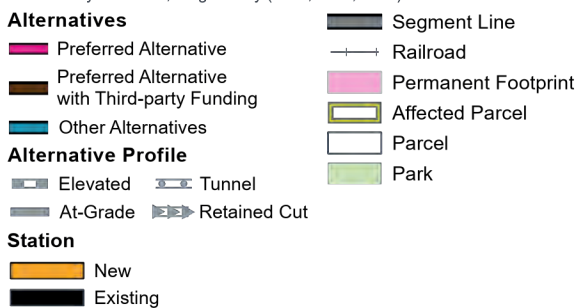 Alternatives
Preferred Alternative
Preferred Alternative
with Third-party Funding
Other Alternatives
Alternative Profile
Elevated
Tunnel
At-Grade
Retained Cut
Station
New
Existing
Segment Line
Railroad
Permanent Footprint
Affected Parcel
Parcel
Park